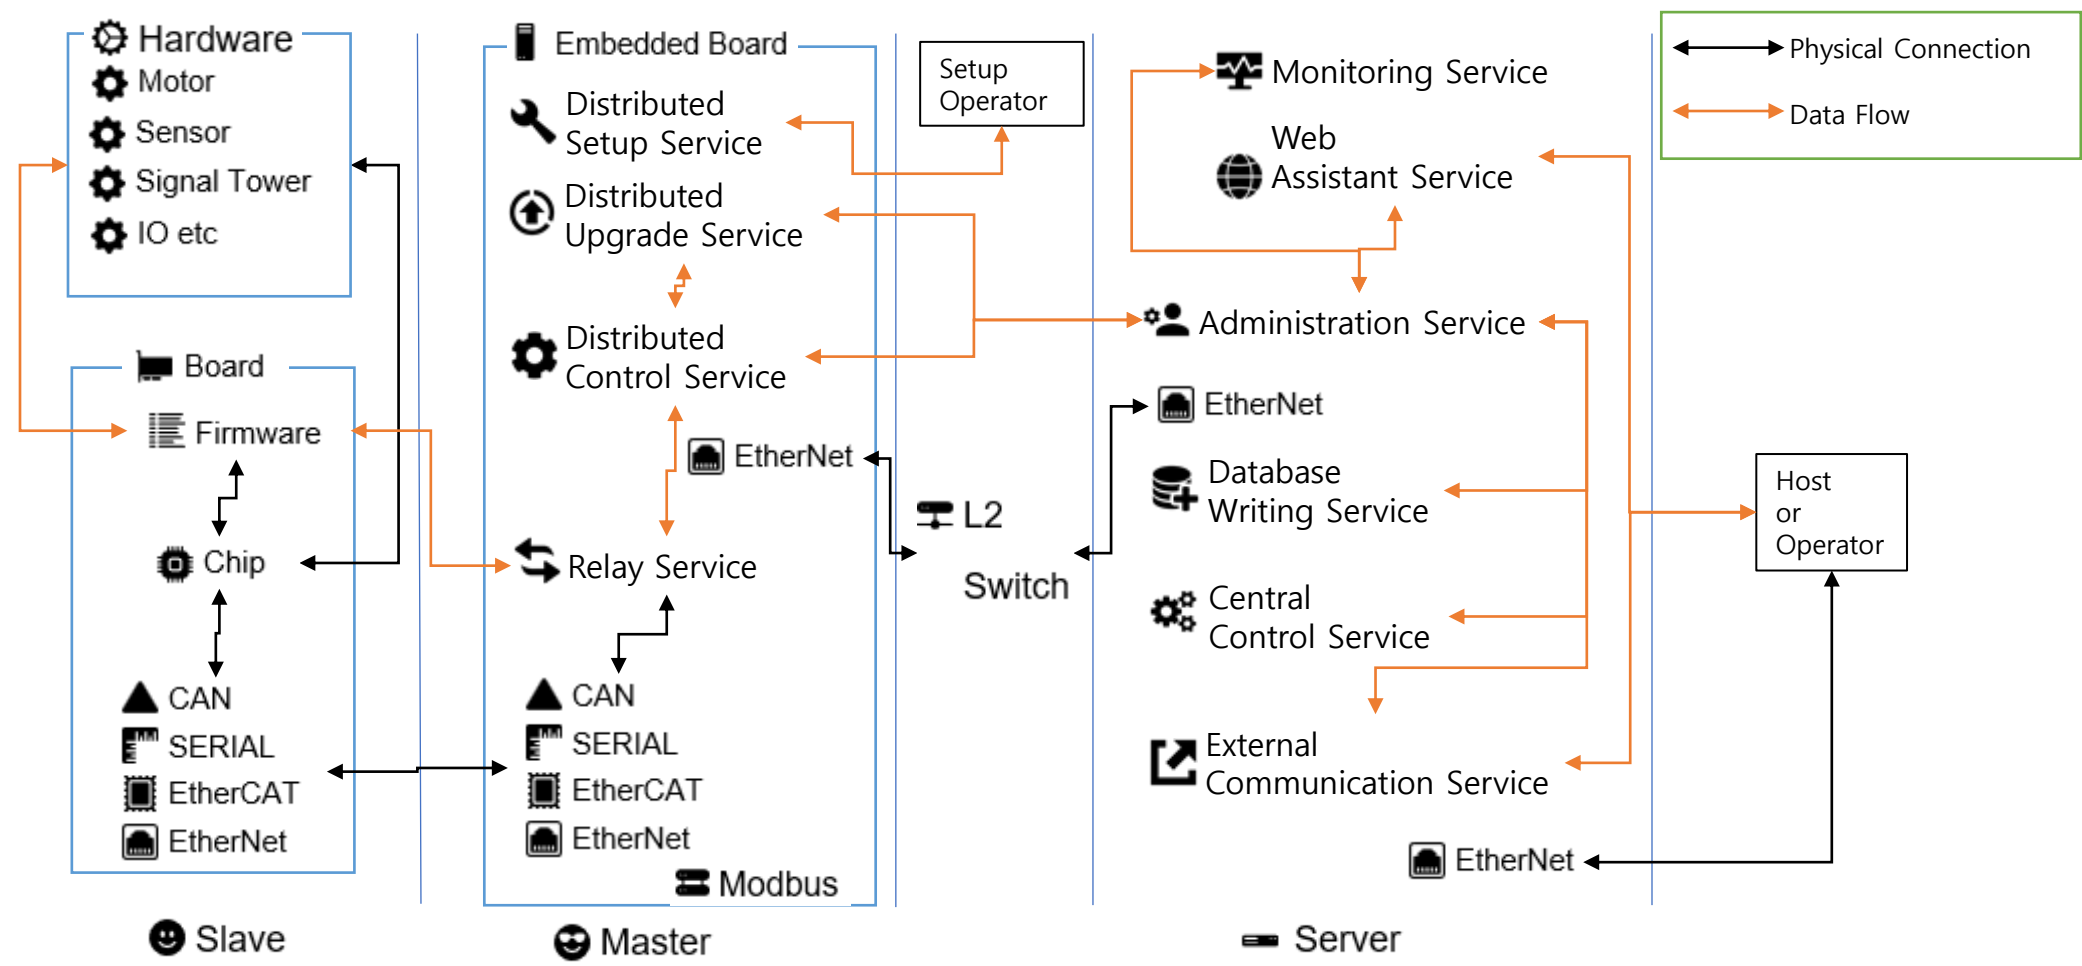 Hardware
Motor
Sensor
Signal Tower
IO etc
Board
Firmware
Chip
CAN
SERIAL
EtherCAT
EtherNet
Slave
Embedded Board
Distributed
Setup Service
Distributed
Upgrade Service
Distributed
Control Service
EtherNet
Relay Service
CAN
SERIAL
EtherCAT
EtherNet
Modbus
Master
Setup
Operator
L2
Switch
Monitoring Service
Web
Assistant Service
Administration Service
EtherNet
Database
Writing Service
Central
Control Service
External
Communication Service
EtherNet
Server
Physical Connection
Data Flow
Host
or
Operator